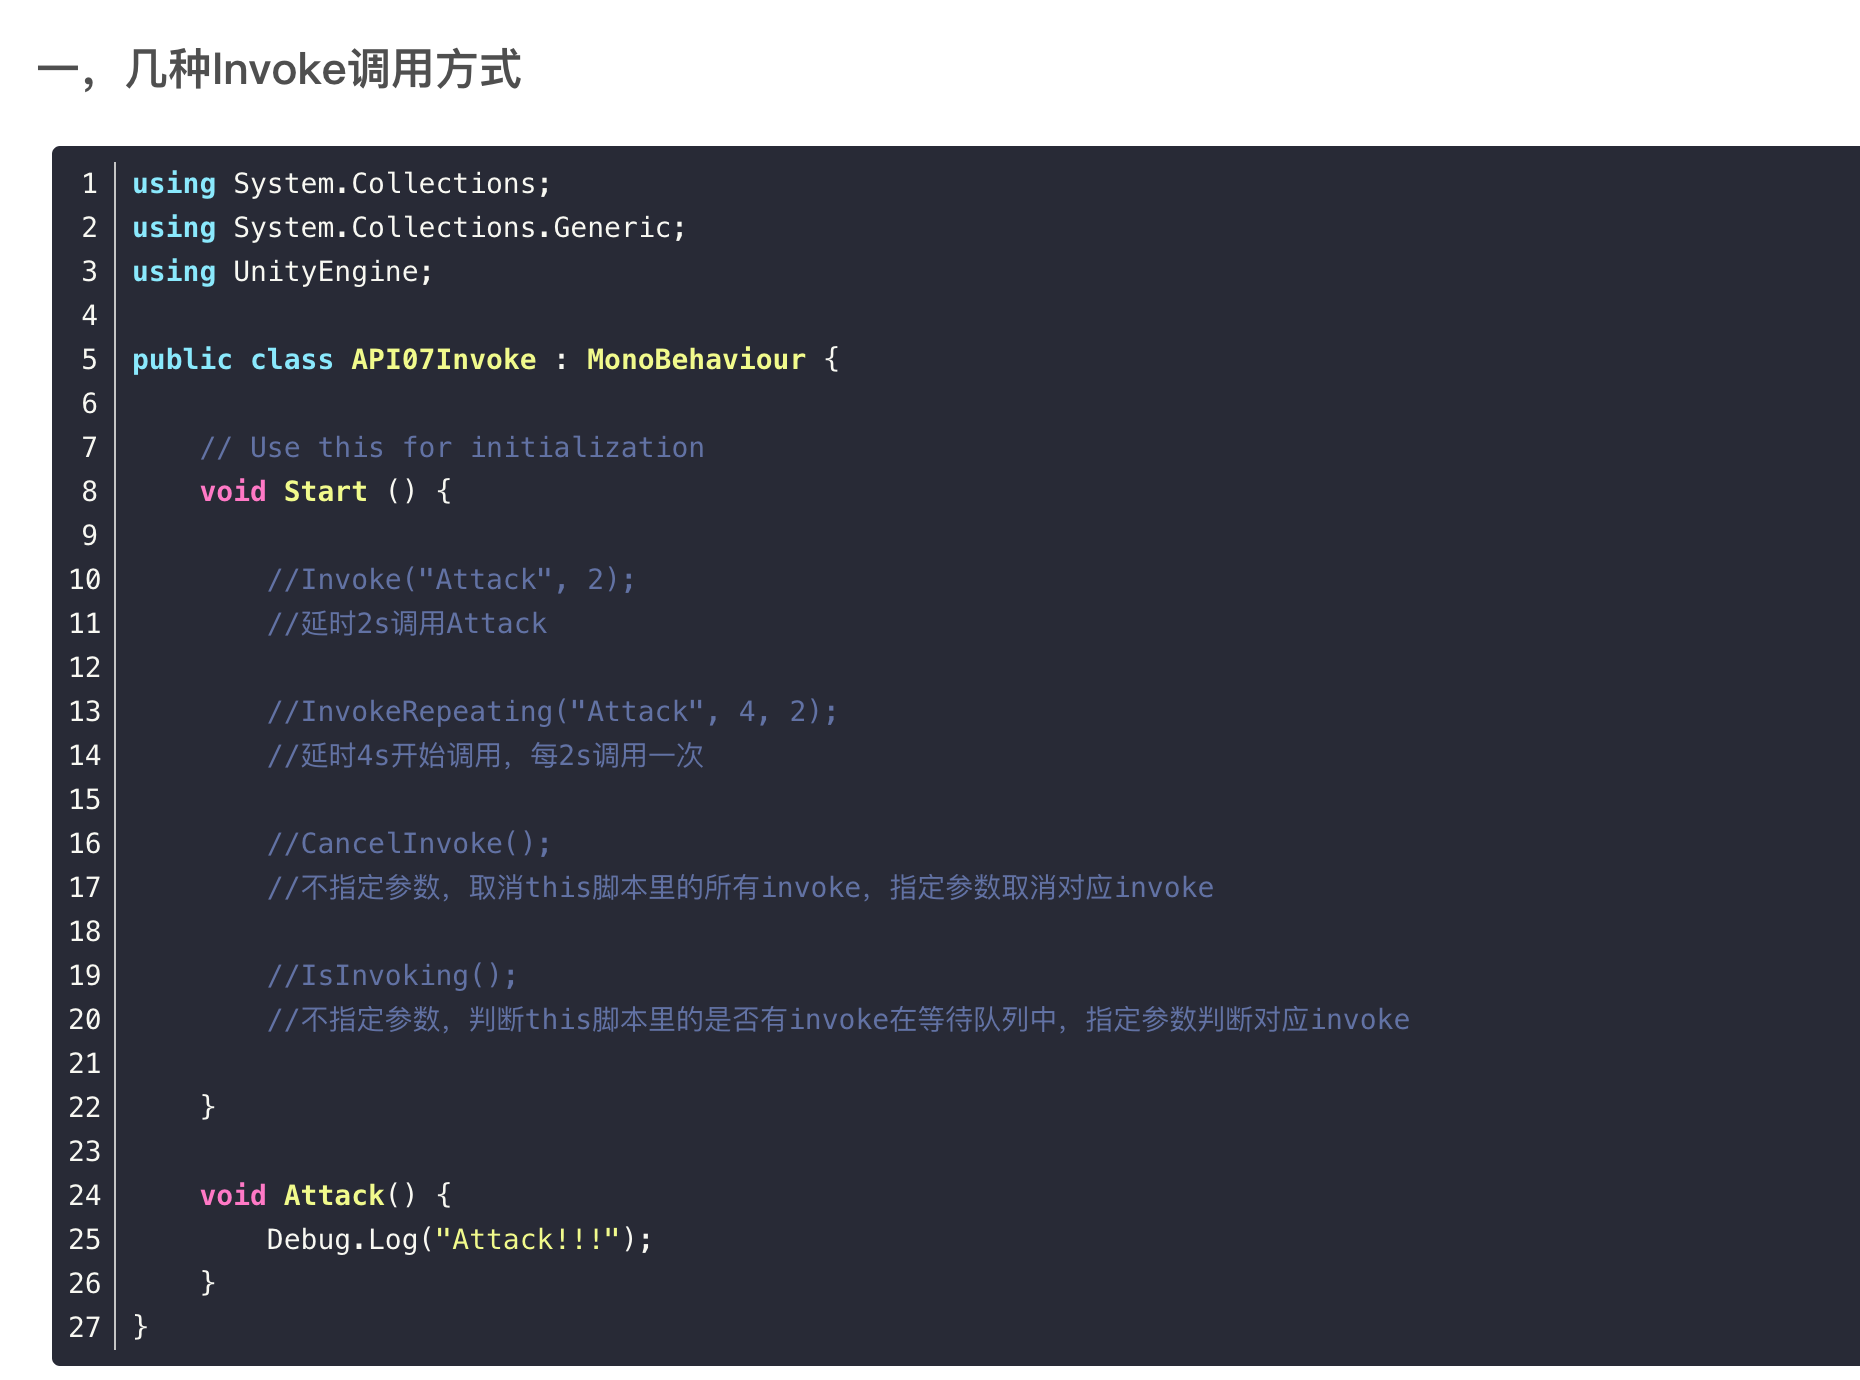 一，几种Invoke调用方式
1 using System.Collections;
2 using System.Collections.Generic;
3 using UnityEngine;
4
5 public class API07Invoke : MonoBehaviour {
6
7     // Use this for initialization
8     void Start () {
9
10         //Invoke("Attack", 2);
11         //延时2s调用Attack
12
13         //InvokeRepeating("Attack", 4, 2);
14         //延时4s开始调用，每2s调用一次
15
16         //CancelInvoke();
17         //不指定参数，取消this脚本里的所有invoke，指定参数取消对应invoke
18
19         //IsInvoking();
20         //不指定参数，判断this脚本里的是否有invoke在等待队列中，指定参数判断对应invoke
21
22     }
23
24     void Attack() {
25         Debug.Log("Attack!!!");
26     }
27 }